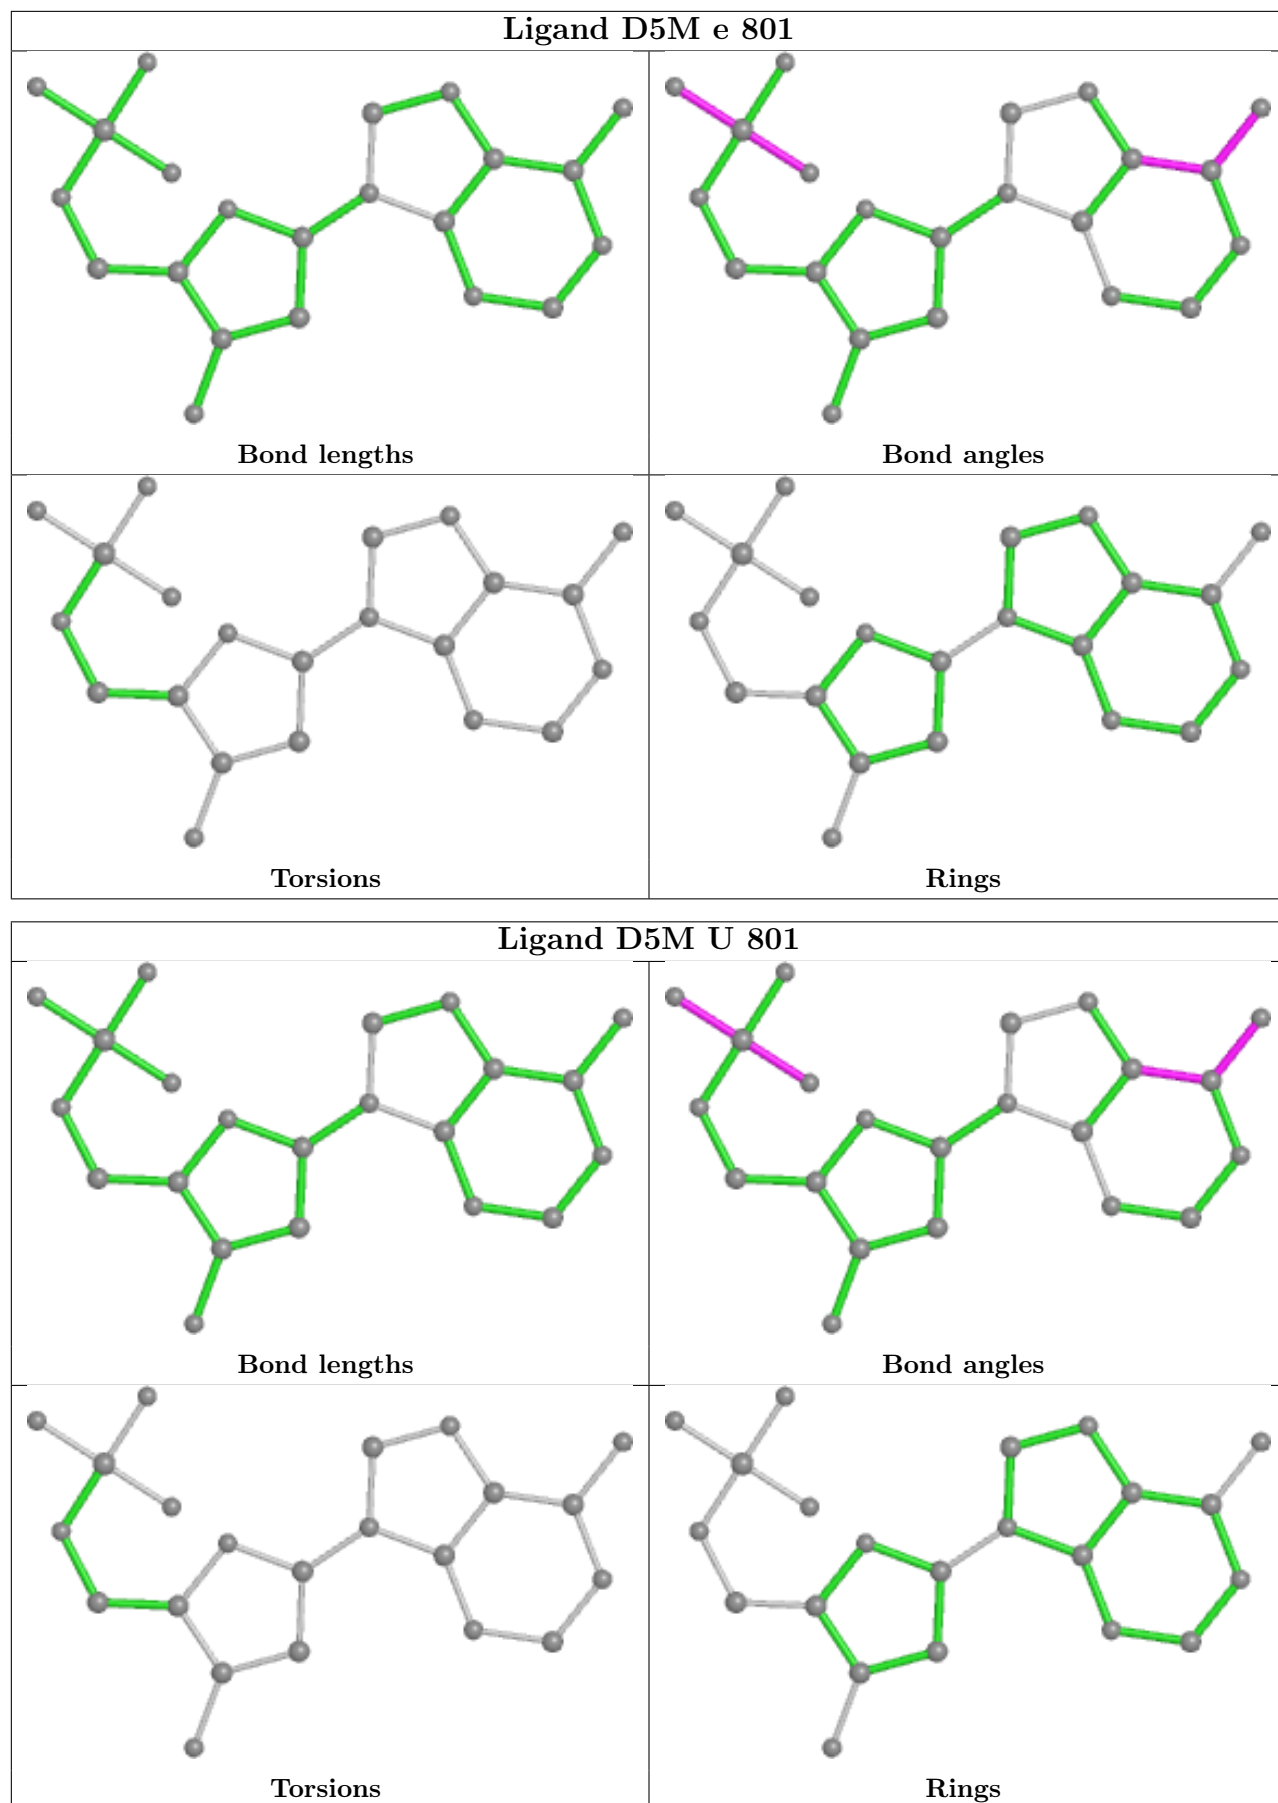 Ligand D5M e 801
Bond lengths
Bond angles
Torsions
Rings
Ligand D5M U 801
Bond lengths
Bond angles
Torsions
Rings